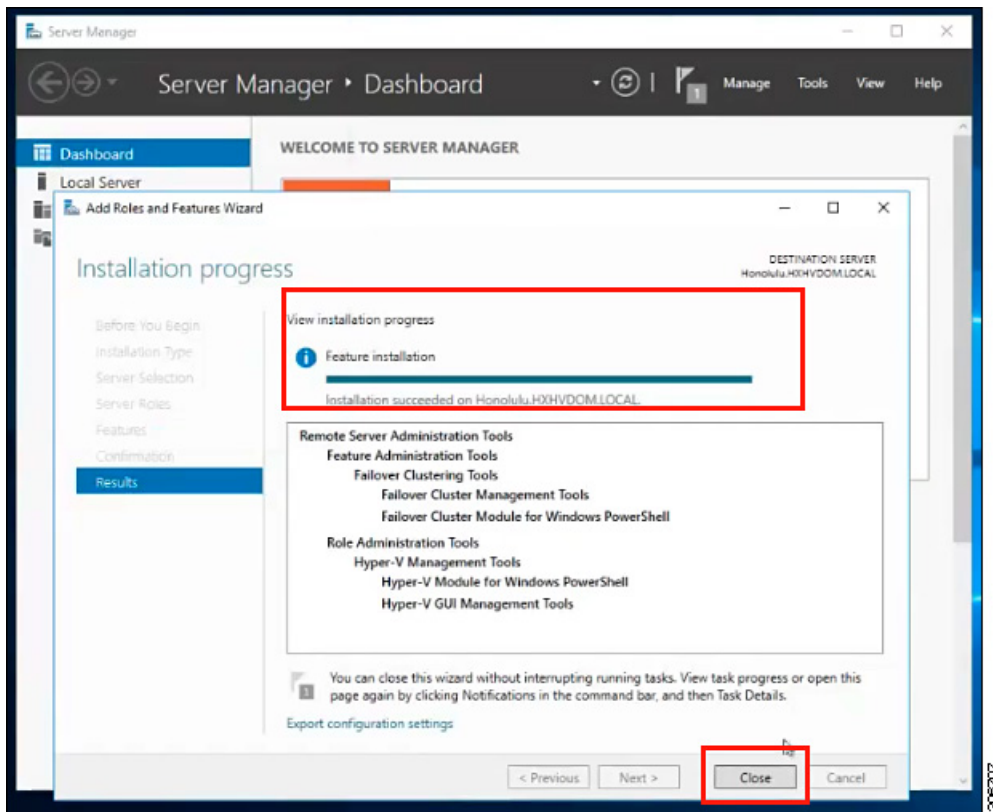 Server Manager
Server Manager • Dashboard
Manage Tools View Help
1
Dashboard
Local Server
WELCOME TO SERVER MANAGER
Add Roles and Features Wizard
Installation progress
DESTINATION SERVER
Honolulu.HXHVDOM.LOCAL
Before You Begin
Installation Type
Server Selection
Server Roles
Features
Confirmation
Results
View installation progress
Feature installation
Installation succeeded on Honolulu.HXHVDOM.LOCAL.
Remote Server Administration Tools
Feature Administration Tools
Failover Clustering Tools
Failover Cluster Management Tools
Failover Cluster Module for Windows PowerShell
Role Administration Tools
Hyper-V Management Tools
Hyper-V Module for Windows PowerShell
Hyper-V GUI Management Tools
1
You can close this wizard without interrupting running tasks. View task progress or open this
page again by clicking Notifications in the command bar, and then Task Details.
Export configuration settings
< Previous Next > Close Cancel